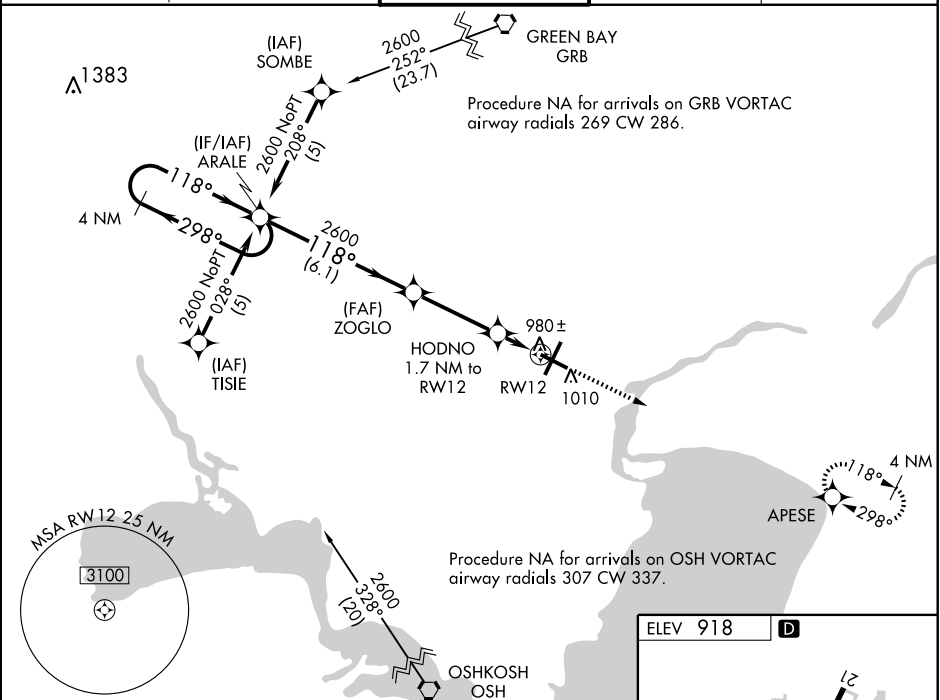 (IAF)
SOMBE
2600
252°
(23.7)
GREEN BAY
GRB
1383
Procedure NA for arrivals on GRB VORTAC
airway radials 269 CW 286.
2600 NoPT
208°
(5)
(IF/IAF)
ARALE
118°
4 NM
298°
2600
118°
(6.1)
2600 NoPT
028°
(5)
(FAF)
ZOGLO
(IAF)
TISIE
HODNO
1.7 NM to
RW12
980±
RW12
1010
118°
4 NM
298°
APESE
MSA RW12 25 NM
3100
Procedure NA for arrivals on OSH VORTAC
airway radials 307 CW 337.
2600
328°
(20)
OSHKOSH
OSH
ELEV 918
D
21